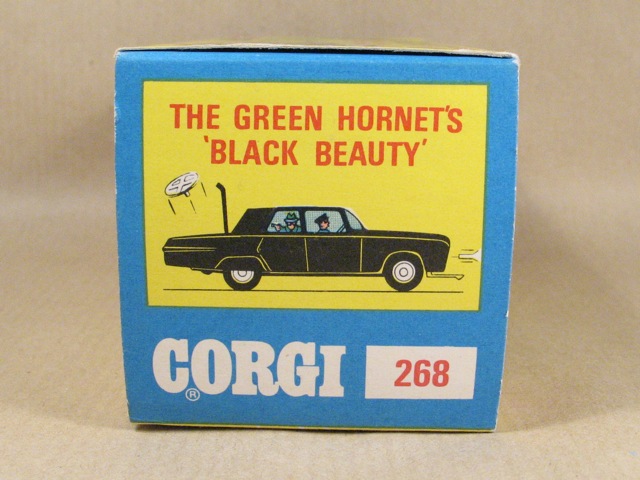 THE GREEN HORNET'S
'BLACK BEAUTY'
CORGI ®
268